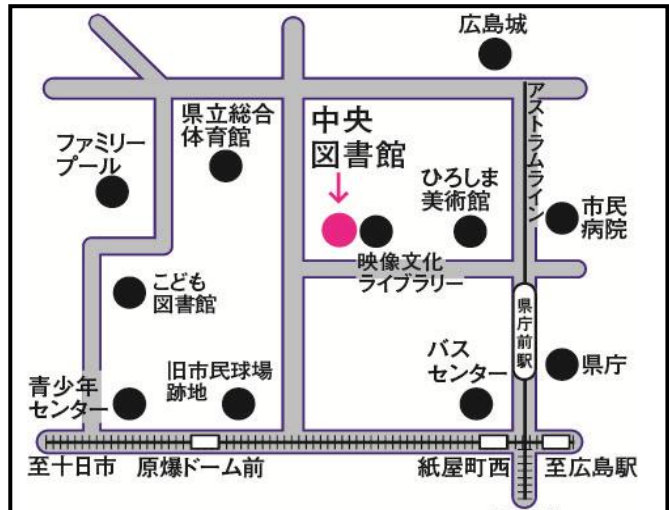 広島城
県立総合
体育館
中央
図書館
ファミリー
プール
ひろしま
美術館
アストラムライン
市民
病院
映像文化
ライブラリー
こども
図書館
県庁前駅
バス
センター
県庁
旧市民球場
跡地
青少年
センター
至十日市
原爆ドーム前
紙屋町西
至広島駅